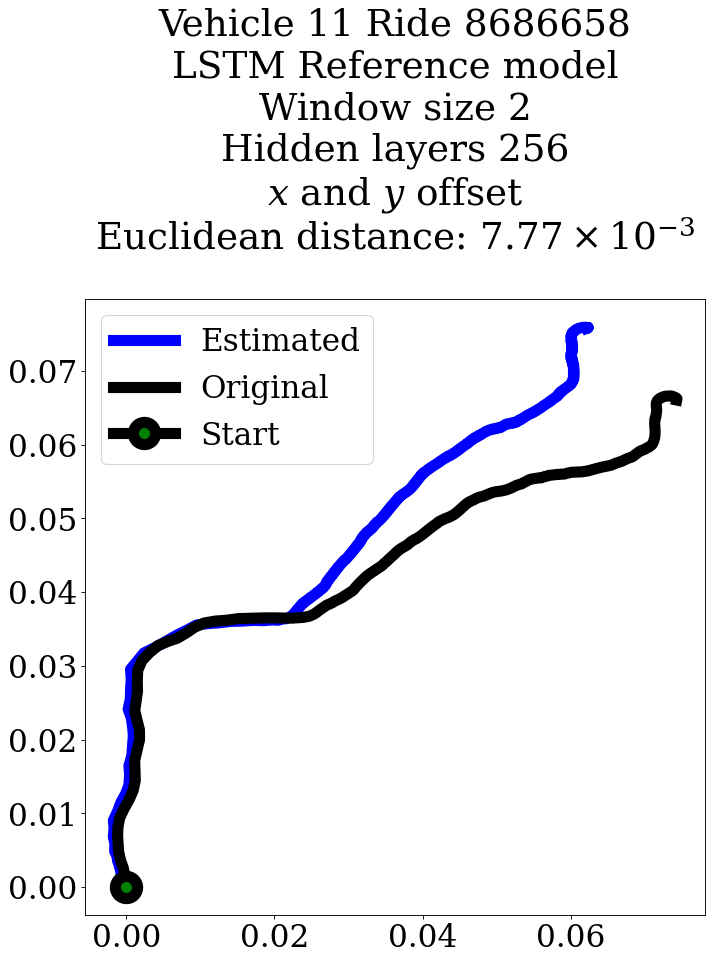 Vehicle 11 Ride 8686658
LSTM Reference model
Window size 2
Hidden layers 256
x and y offset
Euclidean distance: 7.77 × 10⁻³
Estimated
Original
Start
0.07
0.06
0.05
0.04
0.03
0.02
0.01
0.00
0.00 0.02 0.04 0.06